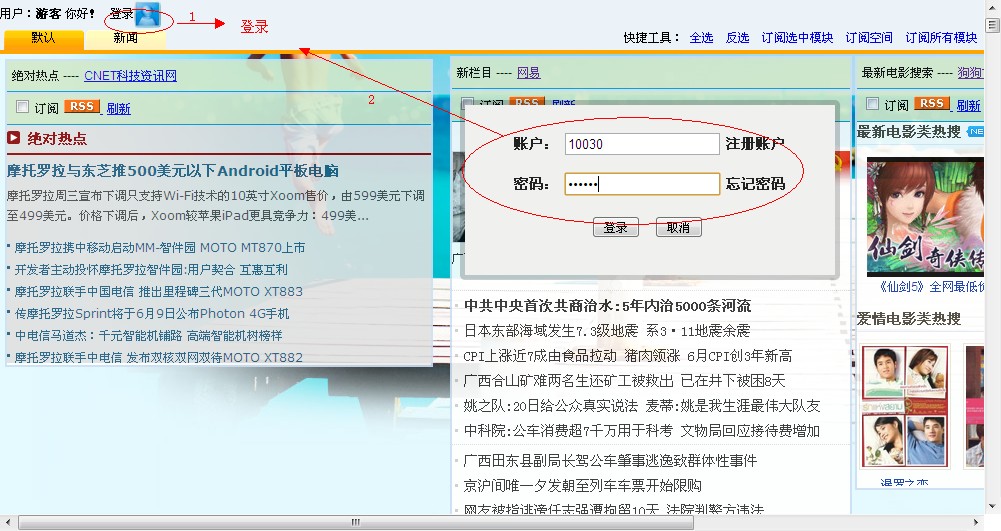 用户：游客 你好! 登录 1 登录
默认 新闻
快捷工具： 全选 反选 订阅选中模块 订阅空间 订阅所有模块
绝对热点 ---- CNET科技资讯网
订阅 RSS 刷新
绝对热点
摩托罗拉与东芝推500美元以下Android平板电脑
摩托罗拉周三宣布下调只支持Wi-Fi技术的10英寸Xoom售价，由599美元下调
至499美元。价格下调后，Xoom较苹果iPad更具竞争力：499美...
摩托罗拉携中移动启动MM-智件园 MOTO MT870上市
开发者主动投怀摩托罗拉智件园:用户契合 互惠互利
摩托罗拉联手中国电信 推出里程碑三代MOTO XT883
传摩托罗拉Sprint将于6月9日公布Photon 4G手机
中电信马道杰：千元智能机铺路 高端智能机树榜样
摩托罗拉联手中电信 发布双核双网双待MOTO XT882
2
新栏目 ---- 网易
订阅 RSS 刷新
账户： 10030 注册账户
密码： •••••• 忘记密码
登录 取消
中共中央首次共商治水:5年内治5000条河流
日本东部海域发生7.3级地震 系3·11地震余震
CPI上涨近7成由食品拉动 猪肉领涨 6月CPI创3年新高
广西合山矿难两名生还矿工被救出 已在井下被困8天
姚之队:20日给公众真实说法 麦蒂:姚是我生涯最伟大队友
中科院:公车消费超7千万用于科考 文物局回应接待费增加
广西田东县副局长驾公车肇事逃逸致群体性事件
京沪间唯一夕发朝至列车车票开始限购
网友被指诽谤任志强遭拘留10天 法院判警方违法
最新电影搜索 ---- 狗狗
订阅 RSS 刷新
最新电影类热搜
仙剑奇侠传
《仙剑5》全网最低价
爱情电影类热搜